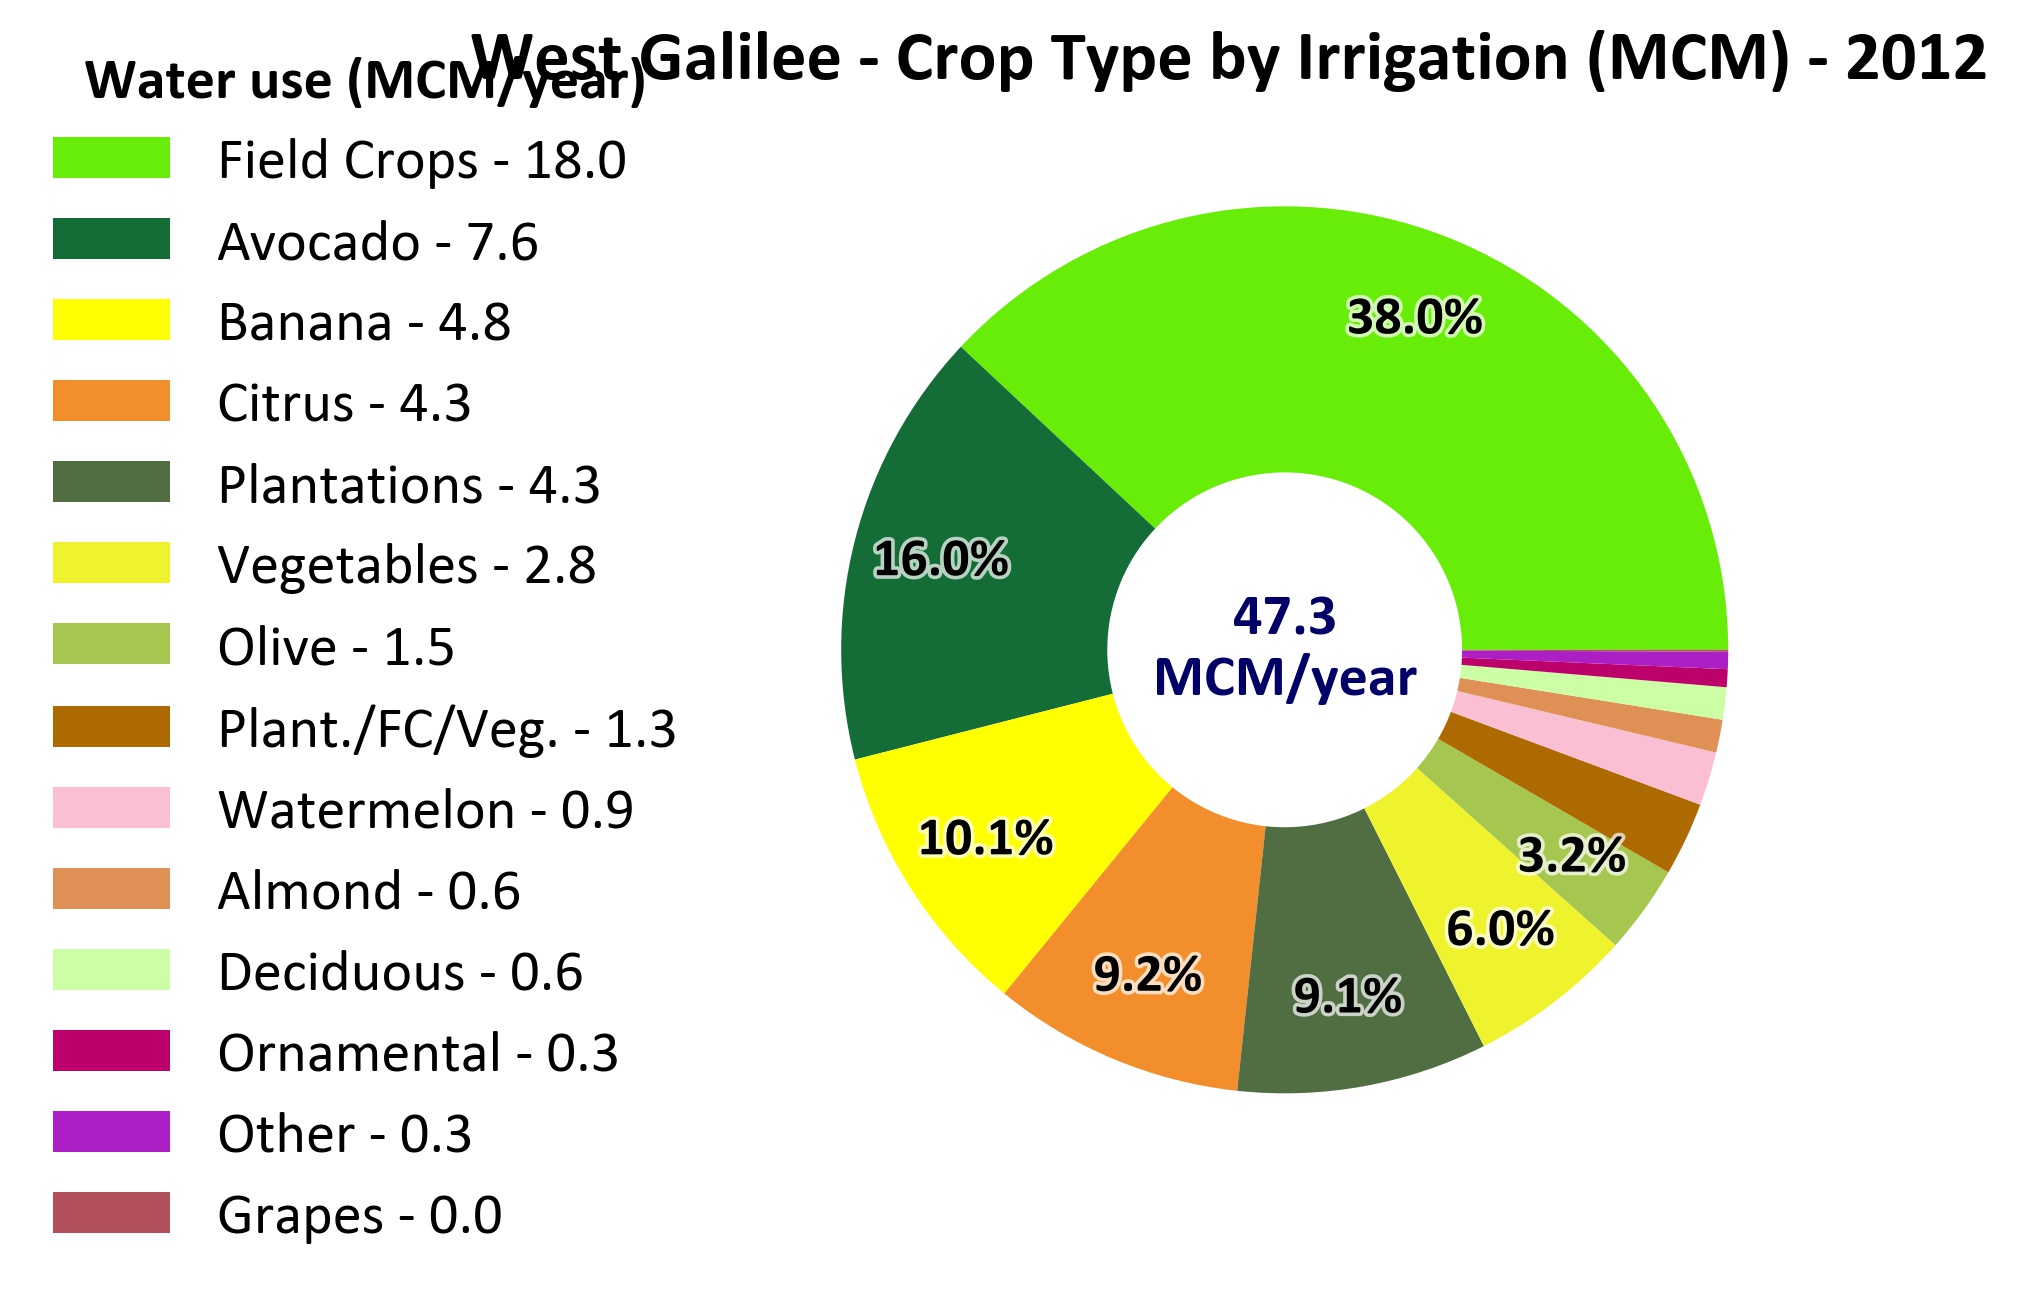 West Galilee - Crop Type by Irrigation (MCM) - 2012
Water use (MCM/year)
Field Crops - 18.0
Avocado - 7.6
Banana - 4.8
Citrus - 4.3
Plantations - 4.3
Vegetables - 2.8
Olive - 1.5
Plant./FC/Veg. - 1.3
Watermelon - 0.9
Almond - 0.6
Deciduous - 0.6
Ornamental - 0.3
Other - 0.3
Grapes - 0.0
38.0%
16.0%
10.1%
9.2%
9.1%
6.0%
3.2%
47.3
MCM/year